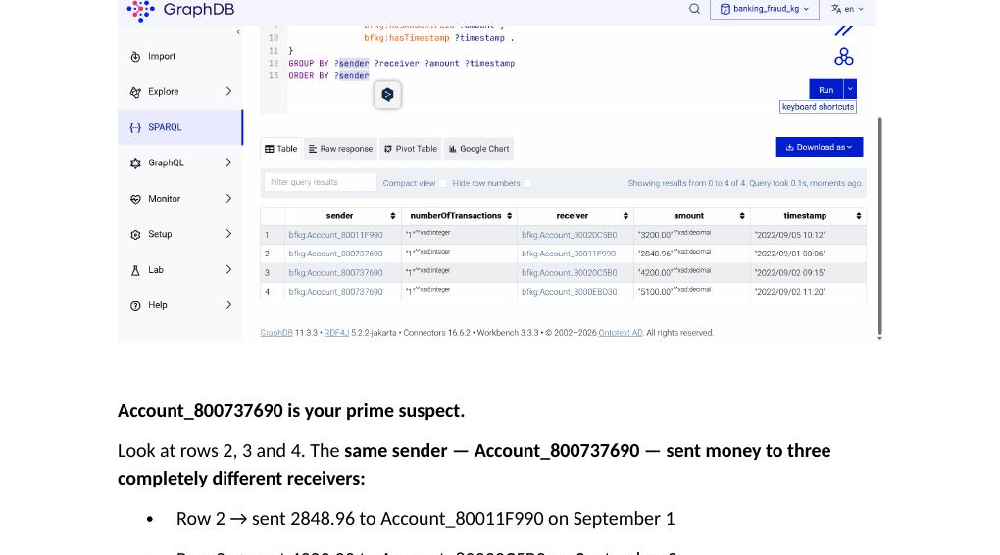 GraphDB
banking_fraud_kg
en
Import
Explore
SPARQL
GraphQL
Monitor
Setup
Lab
Help
10 bfkg:hasTimestamp ?timestamp .
11 }
12 GROUP BY ?sender ?receiver ?amount ?timestamp
13 ORDER BY ?sender
Run
keyboard shortcuts
Table Raw response Pivot Table Google Chart
Download as
Filter query results Compact view Hide row numbers Showing results from 0 to 4 of 4. Query took 0.1s, moments ago.
sender numberOfTransactions receiver amount timestamp
1 bfkg:Account_80011F990 "1"^^xsd:integer bfkg:Account_80020C5B0 "3200.00"^^xsd:decimal "2022/09/05 10:12"
2 bfkg:Account_800737690 "1"^^xsd:integer bfkg:Account_80011F990 "2848.96"^^xsd:decimal "2022/09/01 00:06"
3 bfkg:Account_800737690 "1"^^xsd:integer bfkg:Account_80020C5B0 "4200.00"^^xsd:decimal "2022/09/02 09:15"
4 bfkg:Account_800737690 "1"^^xsd:integer bfkg:Account_8000EBD30 "5100.00"^^xsd:decimal "2022/09/02 11:20"
GraphDB 11.3.3 • RDF4J 5.2.2-jakarta • Connectors 16.6.2 • Workbench 3.3.3 • © 2002–2026 Ontotext AD. All rights reserved.
Account_800737690 is your prime suspect.
Look at rows 2, 3 and 4. The same sender — Account_800737690 — sent money to three
completely different receivers:
• Row 2 → sent 2848.96 to Account_80011F990 on September 1